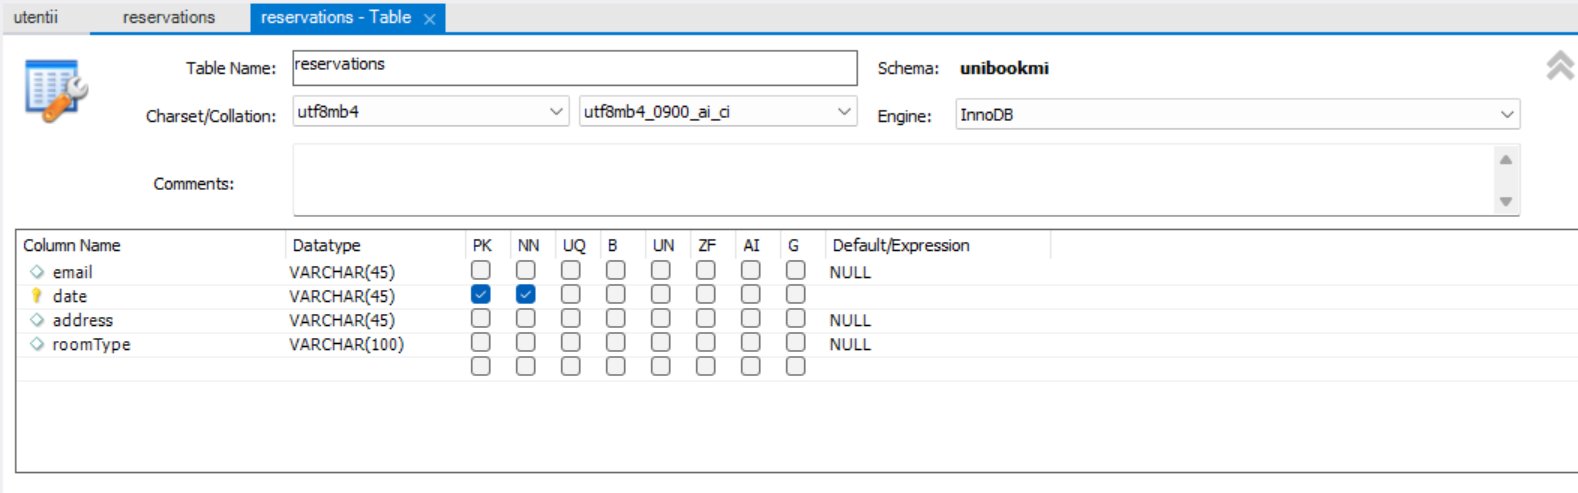 utentii reservations reservations - Table ×
Table Name: reservations Schema: unibookmi
Charset/Collation: utf8mb4 utf8mb4_0900_ai_ci Engine: InnoDB
Comments:
Column Name Datatype PK NN UQ B UN ZF AI G Default/Expression
email VARCHAR(45) NULL
date VARCHAR(45)
address VARCHAR(45) NULL
roomType VARCHAR(100) NULL